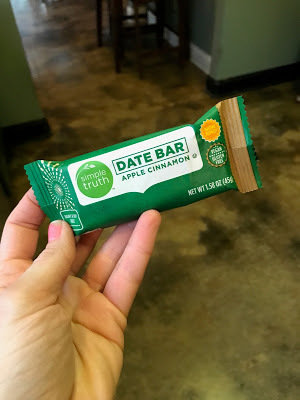 simple
truth
DATE BAR
APPLE CINNAMON
NET WT 1.58 OZ (45g